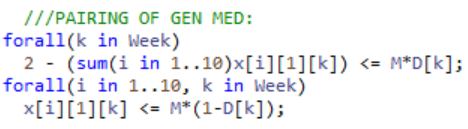 ///PAIRING OF GEN MED:
forall(k in Week)
2 - (sum(i in 1..10)x[i][1][k]) <= M*D[k];
forall(i in 1..10, k in Week)
x[i][1][k] <= M*(1-D[k]);